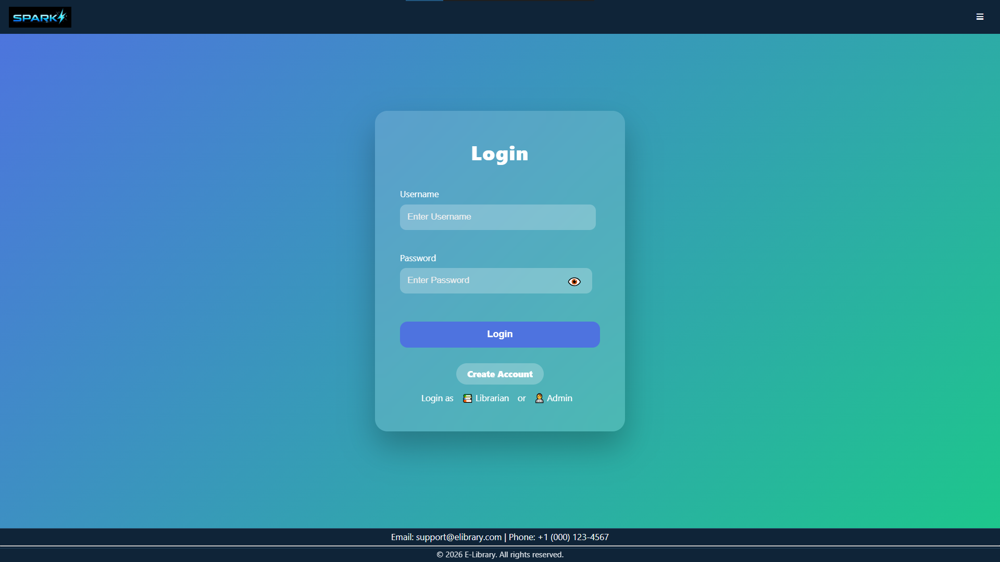 SPARK
Login
Username
Enter Username
Password
Enter Password
Login
Create Account
Login as 📚 Librarian or 👩‍💼 Admin
Email: support@elibrary.com | Phone: +1 (000) 123-4567
© 2026 E-Library. All rights reserved.